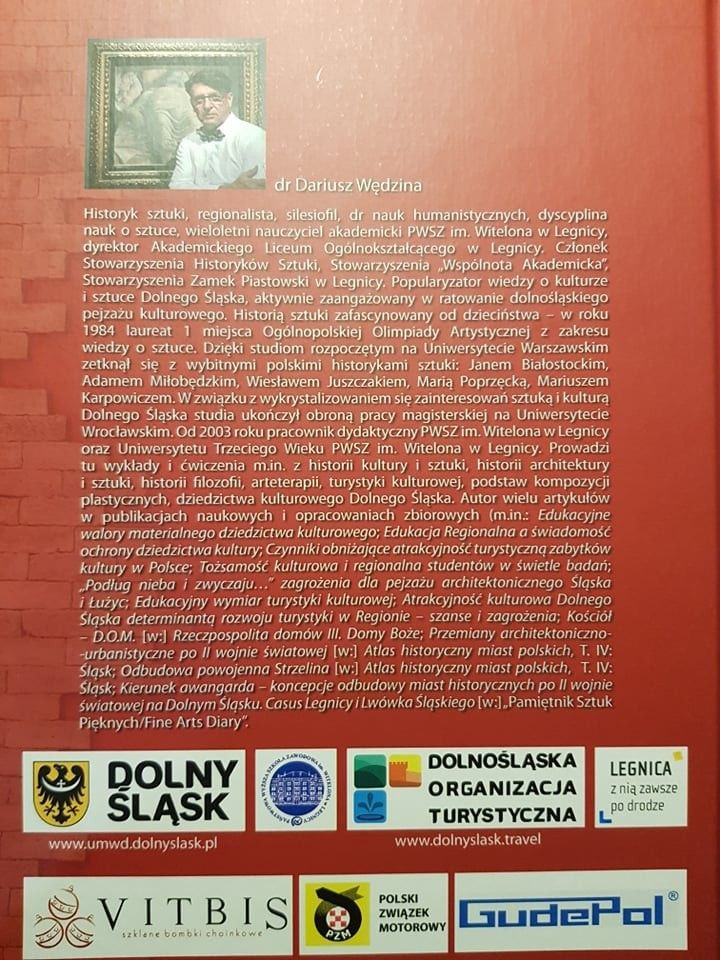 dr Dariusz Wędzina
Historyk sztuki, regionalista, silesiofil, dr nauk humanistycznych, dyscyplina
nauk o sztuce, wieloletni nauczyciel akademicki PWSZ im. Witelona w Legnicy,
dyrektor Akademickiego Liceum Ogólnokształcącego w Legnicy. Członek
Stowarzyszenia Historyków Sztuki, Stowarzyszenia „Wspólnota Akademicka”,
Stowarzyszenia Zamek Piastowski w Legnicy. Popularyzator wiedzy o kulturze
i sztuce Dolnego Śląska, aktywnie zaangażowany w ratowanie dolnośląskiego
pejzażu kulturowego. Historią sztuki zafascynowany od dzieciństwa – w roku
1984 laureat 1 miejsca Ogólnopolskiej Olimpiady Artystycznej z zakresu
wiedzy o sztuce. Dzięki studiom rozpoczętym na Uniwersytecie Warszawskim
zetknął się z wybitnymi polskimi historykami sztuki: Janem Białostockim,
Adamem Miłobędzkim, Wiesławem Juszczakiem, Marią Poprzęcką, Mariuszem
Karpowiczem. W związku z wykrystalizowaniem się zainteresowań sztuką i kulturą
Dolnego Śląska studia ukończył obroną pracy magisterskiej na Uniwersytecie
Wrocławskim. Od 2003 roku pracownik dydaktyczny PWSZ im. Witelona w Legnicy
oraz Uniwersytetu Trzeciego Wieku PWSZ im. Witelona w Legnicy. Prowadzi
tu wykłady i ćwiczenia m.in. z historii kultury i sztuki, historii architektury
i sztuki, historii filozofii, arteterapii, turystyki kulturowej, podstaw kompozycji
plastycznych, dziedzictwa kulturowego Dolnego Śląska. Autor wielu artykułów
w publikacjach naukowych i opracowaniach zbiorowych (m.in.: Edukacyjne
walory materialnego dziedzictwa kulturowego; Edukacja Regionalna a świadomość
ochrony dziedzictwa kultury; Czynniki obniżające atrakcyjność turystyczną zabytków
kultury w Polsce; Tożsamość kulturowa i regionalna studentów w świetle badań;
„Podług nieba i zwyczaju…” zagrożenia dla pejzażu architektonicznego Śląska
i Łużyc; Edukacyjny wymiar turystyki kulturowej; Atrakcyjność kulturowa Dolnego
Śląska determinantą rozwoju turystyki w Regionie – szanse i zagrożenia; Kościół
– D.O.M. [w:] Rzeczpospolita domów III. Domy Boże; Przemiany architektoniczno-
-urbanistyczne po II wojnie światowej [w:] Atlas historyczny miast polskich, T. IV:
Śląsk; Odbudowa powojenna Strzelina [w:] Atlas historyczny miast polskich, T. IV:
Śląsk; Kierunek awangarda – koncepcje odbudowy miast historycznych po II wojnie
światowej na Dolnym Śląsku. Casus Legnicy i Lwówka Śląskiego [w:] „Pamiętnik Sztuk
Pięknych/Fine Arts Diary”.
DOLNY
ŚLĄSK
PAŃSTWOWA WYŻSZA SZKOŁA ZAWODOWA IM. WITELONA W LEGNICY
DOLNOŚLĄSKA
ORGANIZACJA
TURYSTYCZNA
LEGNICA
z nią zawsze
po drodze
www.umwd.dolnyslask.pl
www.dolnyslask.travel
VITBIS
szklane bombki choinkowe
PZM
POLSKI
ZWIĄZEK
MOTOROWY
GudePol®